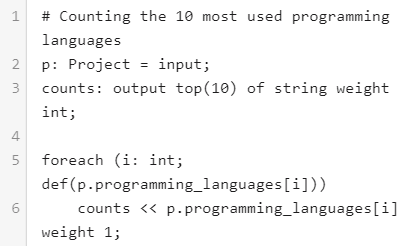 1 # Counting the 10 most used programming
languages
2 p: Project = input;
3 counts: output top(10) of string weight
int;
4
5 foreach (i: int;
def(p.programming_languages[i]))
6 counts << p.programming_languages[i]
weight 1;